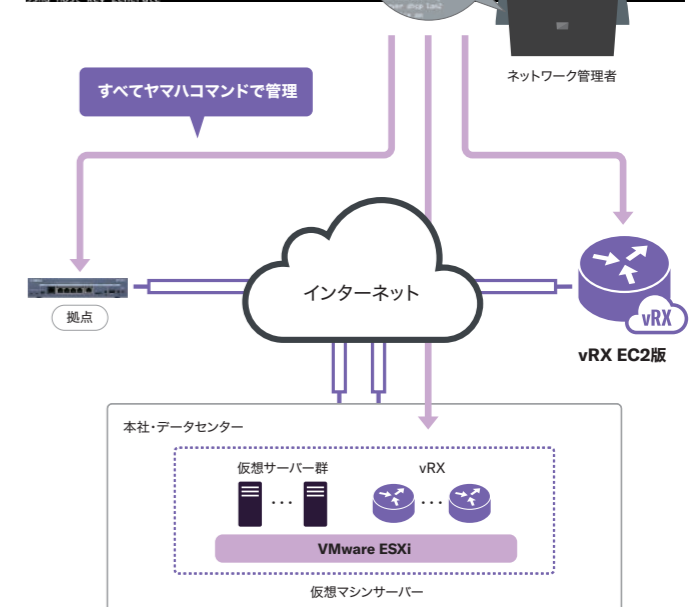 ネットワーク管理者
すべてヤマハコマンドで管理
インターネット
拠点
vRX
vRX EC2版
本社・データセンター
仮想サーバー群
vRX
...
...
VMware ESXi
仮想マシンサーバー